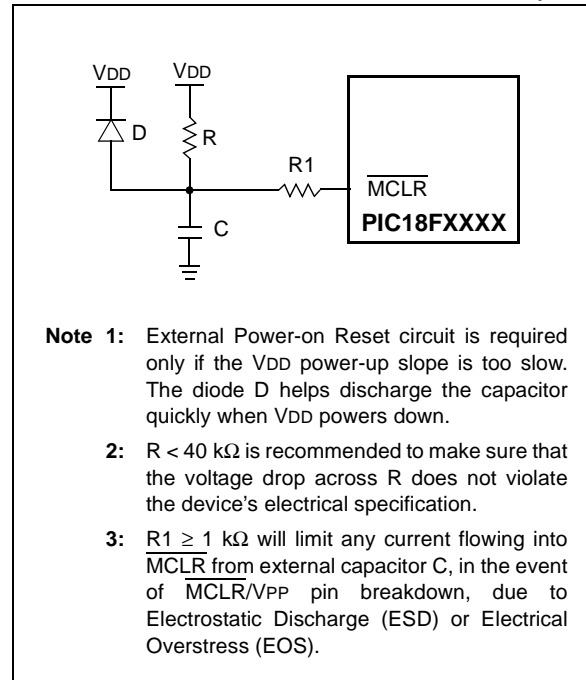 VDD VDD
D
R
R1
MCLR
PIC18FXXXX
C
Note 1: External Power-on Reset circuit is required
only if the VDD power-up slope is too slow.
The diode D helps discharge the capacitor
quickly when VDD powers down.
2: R < 40 kΩ is recommended to make sure that
the voltage drop across R does not violate
the device's electrical specification.
3: R1 ≥ 1 kΩ will limit any current flowing into
MCLR from external capacitor C, in the event
of MCLR/VPP pin breakdown, due to
Electrostatic Discharge (ESD) or Electrical
Overstress (EOS).